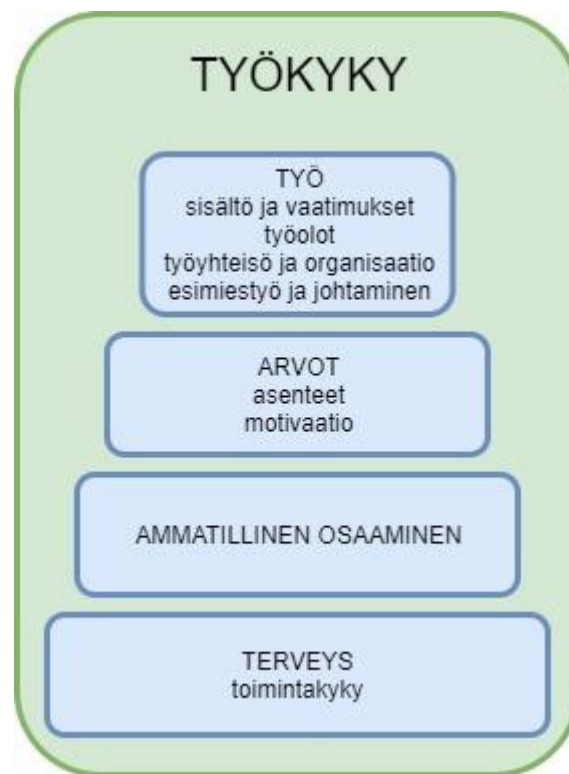 TYÖKYKY
TYÖ
sisältö ja vaatimukset
työolot
työyhteisö ja organisaatio
esimiestyö ja johtaminen
ARVOT
asenteet
motivaatio
AMMATILLINEN OSAAMINEN
TERVEYS
toimintakyky